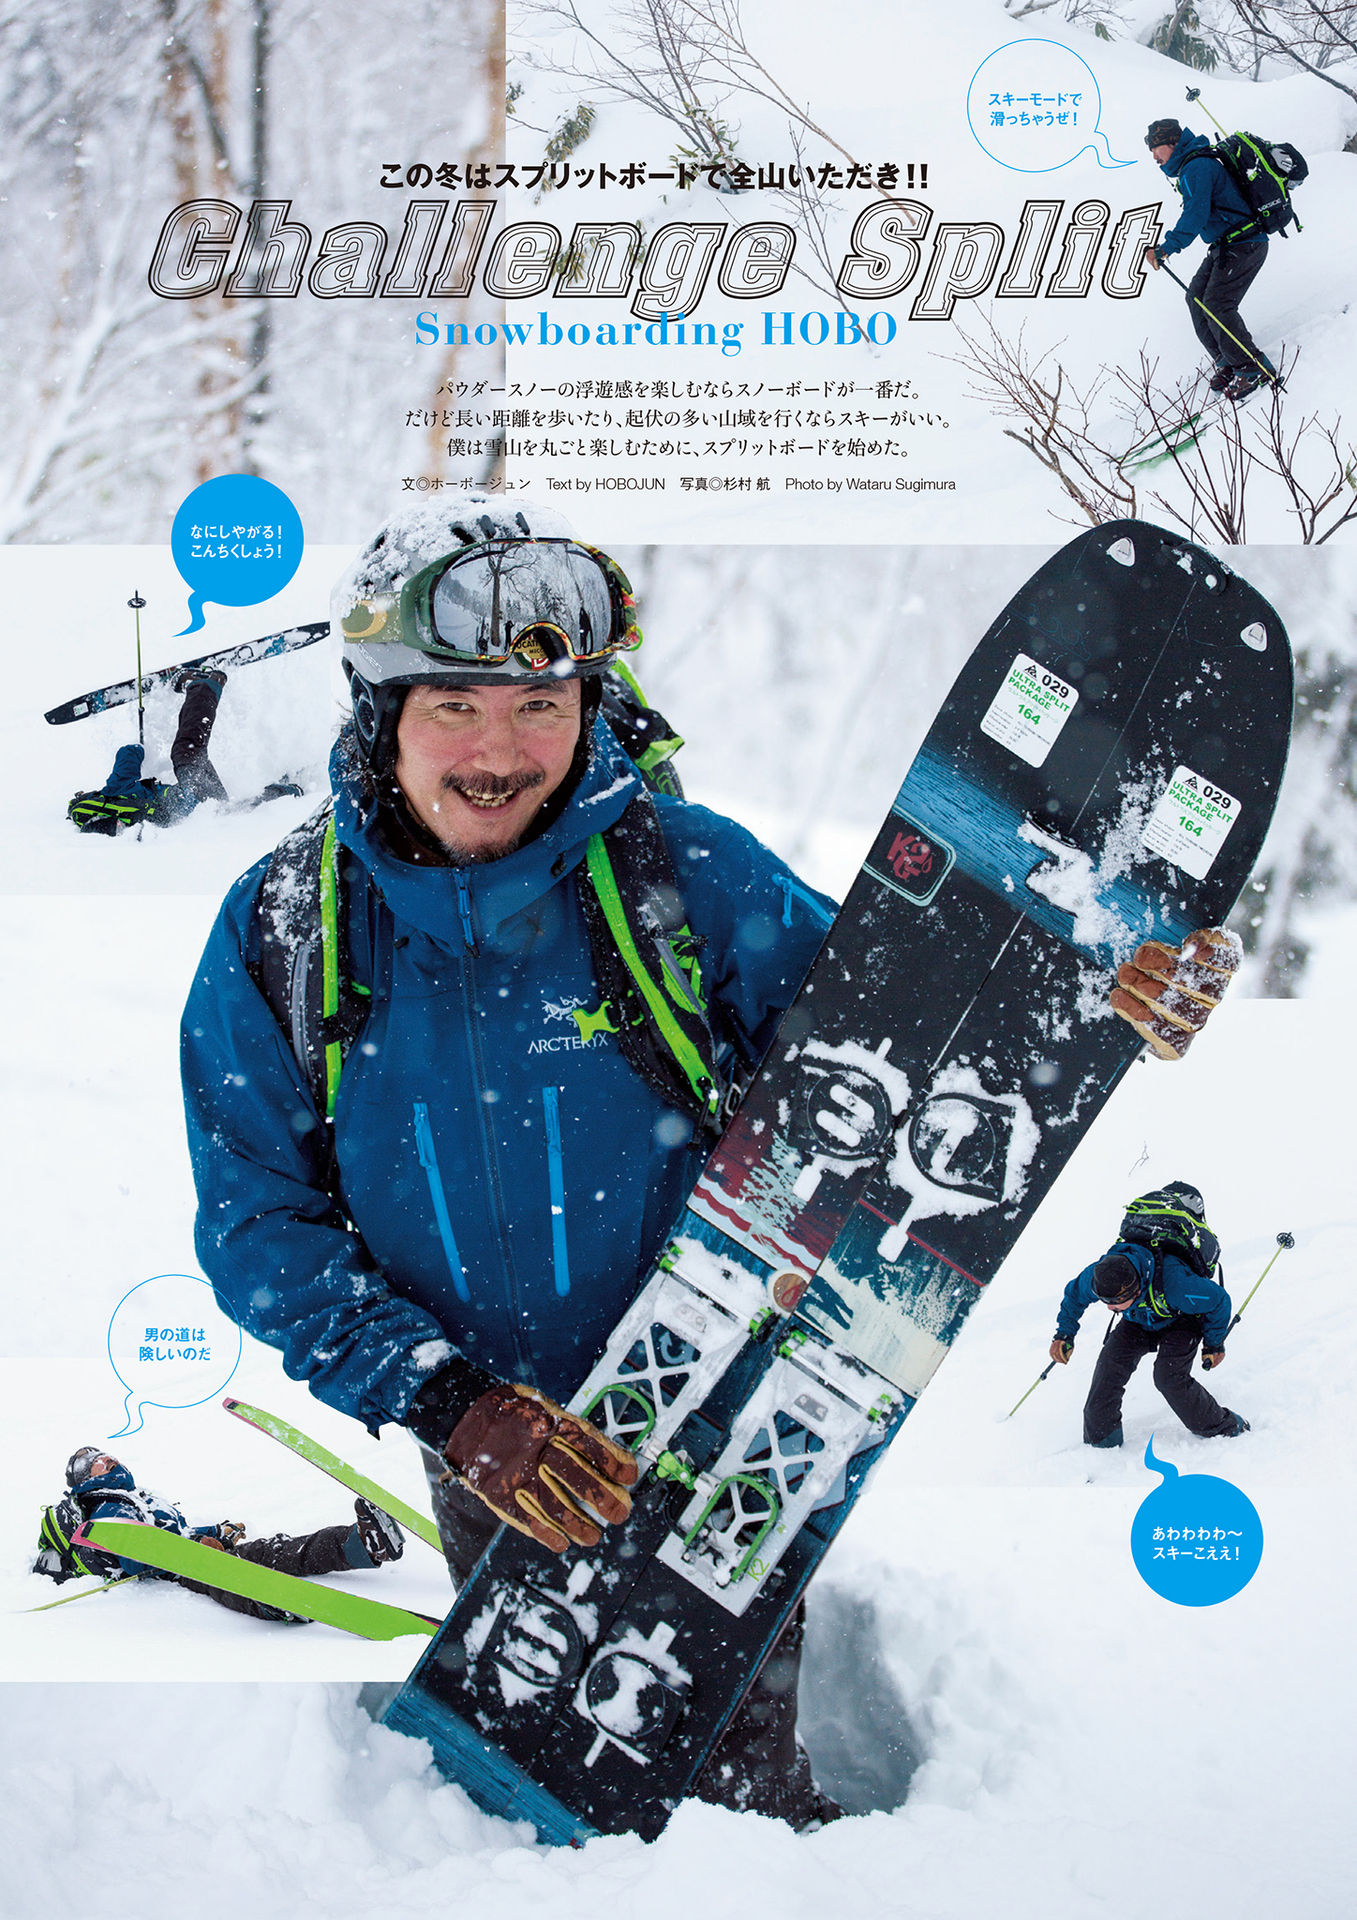 スキーモードで
滑っちゃうぜ！
この冬はスプリットボードで全山いただき!!
Challenge Split
Snowboarding HOBO
パウダースノーの浮遊感を楽しむならスノーボードが一番だ。
だけど長い距離を歩いたり、起伏の多い山域を行くならスキーがいい。
僕は雪山を丸ごと楽しむために、スプリットボードを始めた。
文◎ホーボージュン　Text by HOBOJUN　写真◎杉村 航　Photo by Wataru Sugimura
なにしやがる！
こんちくしょう！
029
ULTRA SPLIT
PACKAGE
164
029
ULTRA SPLIT
PACKAGE
164
ARC'TERYX
男の道は
険しいのだ
K2
あわわわわ〜
スキーこええ！